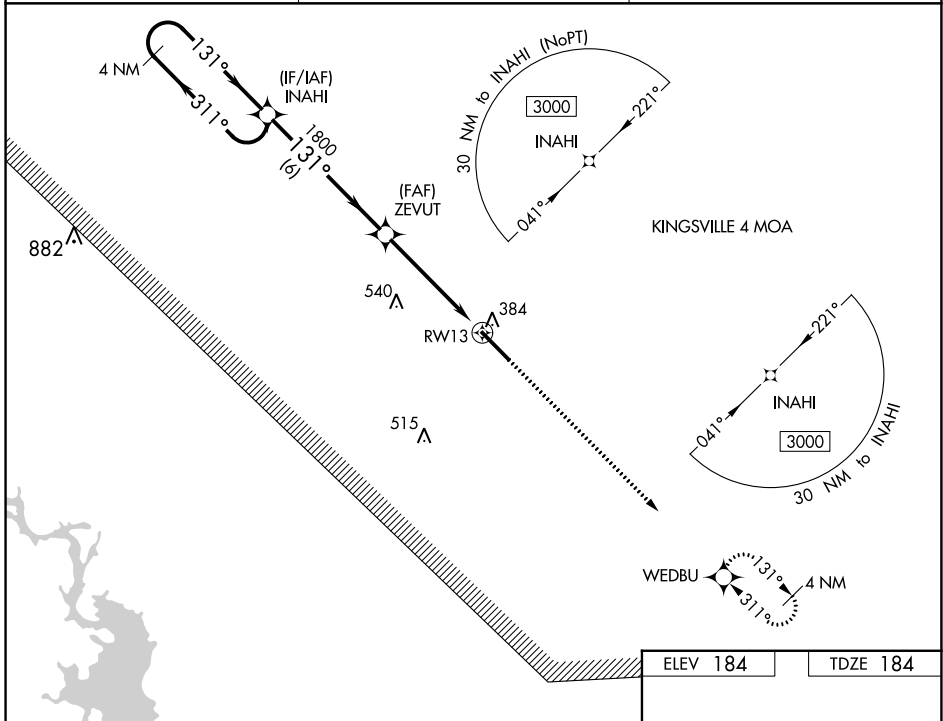 131°
4 NM
311°
(IF/IAF)
INAHI
1800
131°
(6)
(FAF)
ZEVUT
30 NM to INAHI (NoPT)
3000
INAHI
221°
041°
KINGSVILLE 4 MOA
882
540
384
RW13
515
221°
INAHI
041°
3000
30 NM to INAHI
WEDBU
131°
4 NM
311°
ELEV 184
TDZE 184